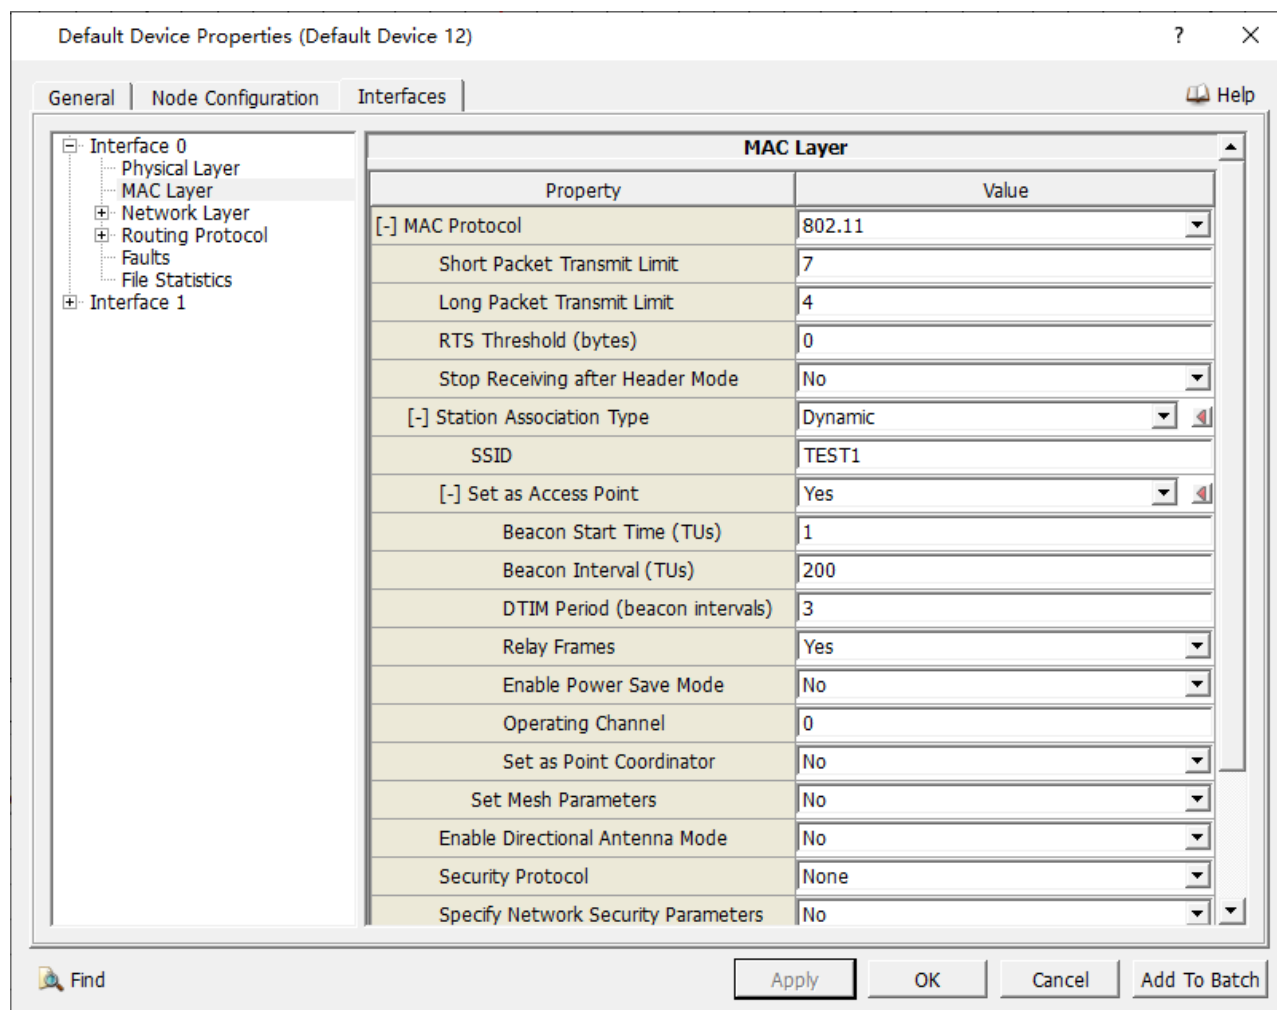 Default Device Properties (Default Device 12) ?
General Node Configuration Interfaces Help
Interface 0
Physical Layer
MAC Layer
Network Layer
Routing Protocol
Faults
File Statistics
Interface 1
MAC Layer
Property Value
[-] MAC Protocol 802.11
Short Packet Transmit Limit 7
Long Packet Transmit Limit 4
RTS Threshold (bytes) 0
Stop Receiving after Header Mode No
[-] Station Association Type Dynamic
SSID TEST1
[-] Set as Access Point Yes
Beacon Start Time (TUs) 1
Beacon Interval (TUs) 200
DTIM Period (beacon intervals) 3
Relay Frames Yes
Enable Power Save Mode No
Operating Channel 0
Set as Point Coordinator No
Set Mesh Parameters No
Enable Directional Antenna Mode No
Security Protocol None
Specify Network Security Parameters No
Find Apply OK Cancel Add To Batch